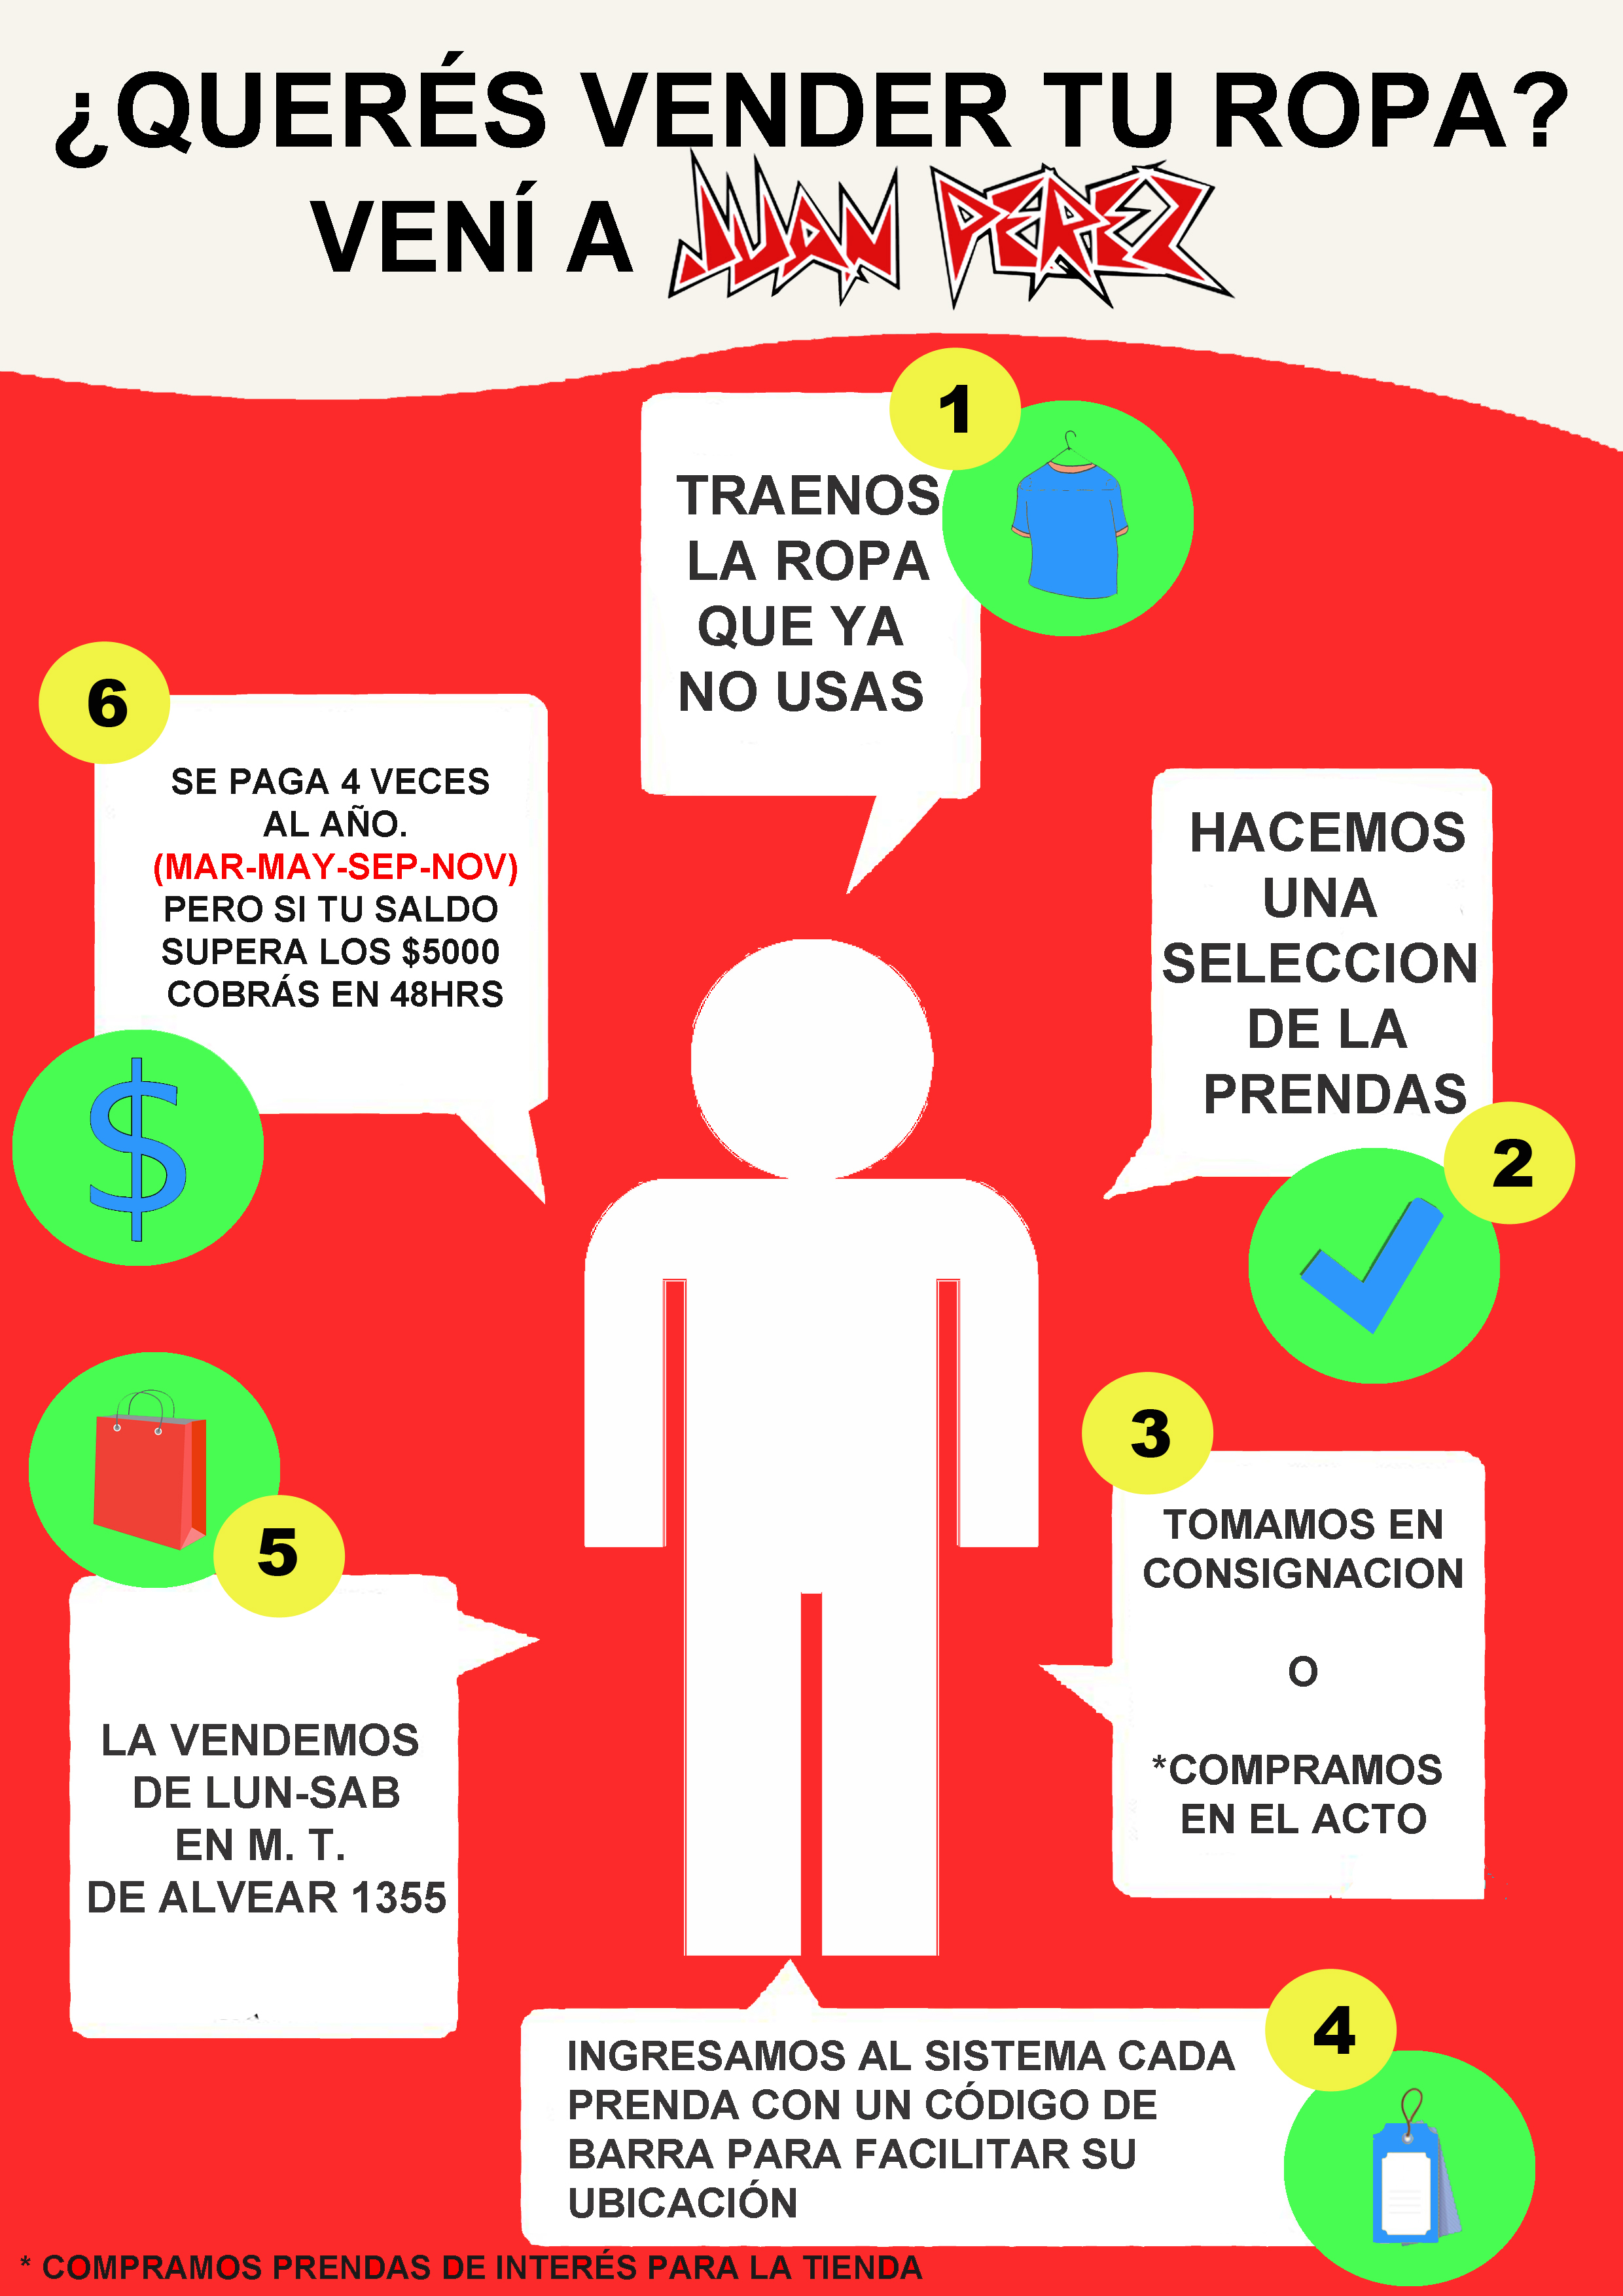 ¿QUERÉS VENDER TU ROPA?
VENÍ A JUAN PEREZ
1
TRAENOS
LA ROPA
QUE YA
NO USAS
HACEMOS
UNA
SELECCION
DE LA
PRENDAS
2
3
TOMAMOS EN
CONSIGNACION
O
*COMPRAMOS
EN EL ACTO
4
INGRESAMOS AL SISTEMA CADA
PRENDA CON UN CÓDIGO DE
BARRA PARA FACILITAR SU
UBICACIÓN
5
LA VENDEMOS
DE LUN-SAB
EN M. T.
DE ALVEAR 1355
6
SE PAGA 4 VECES
AL AÑO.
(MAR-MAY-SEP-NOV)
PERO SI TU SALDO
SUPERA LOS $5000
COBRÁS EN 48HRS
$
* COMPRAMOS PRENDAS DE INTERÉS PARA LA TIENDA